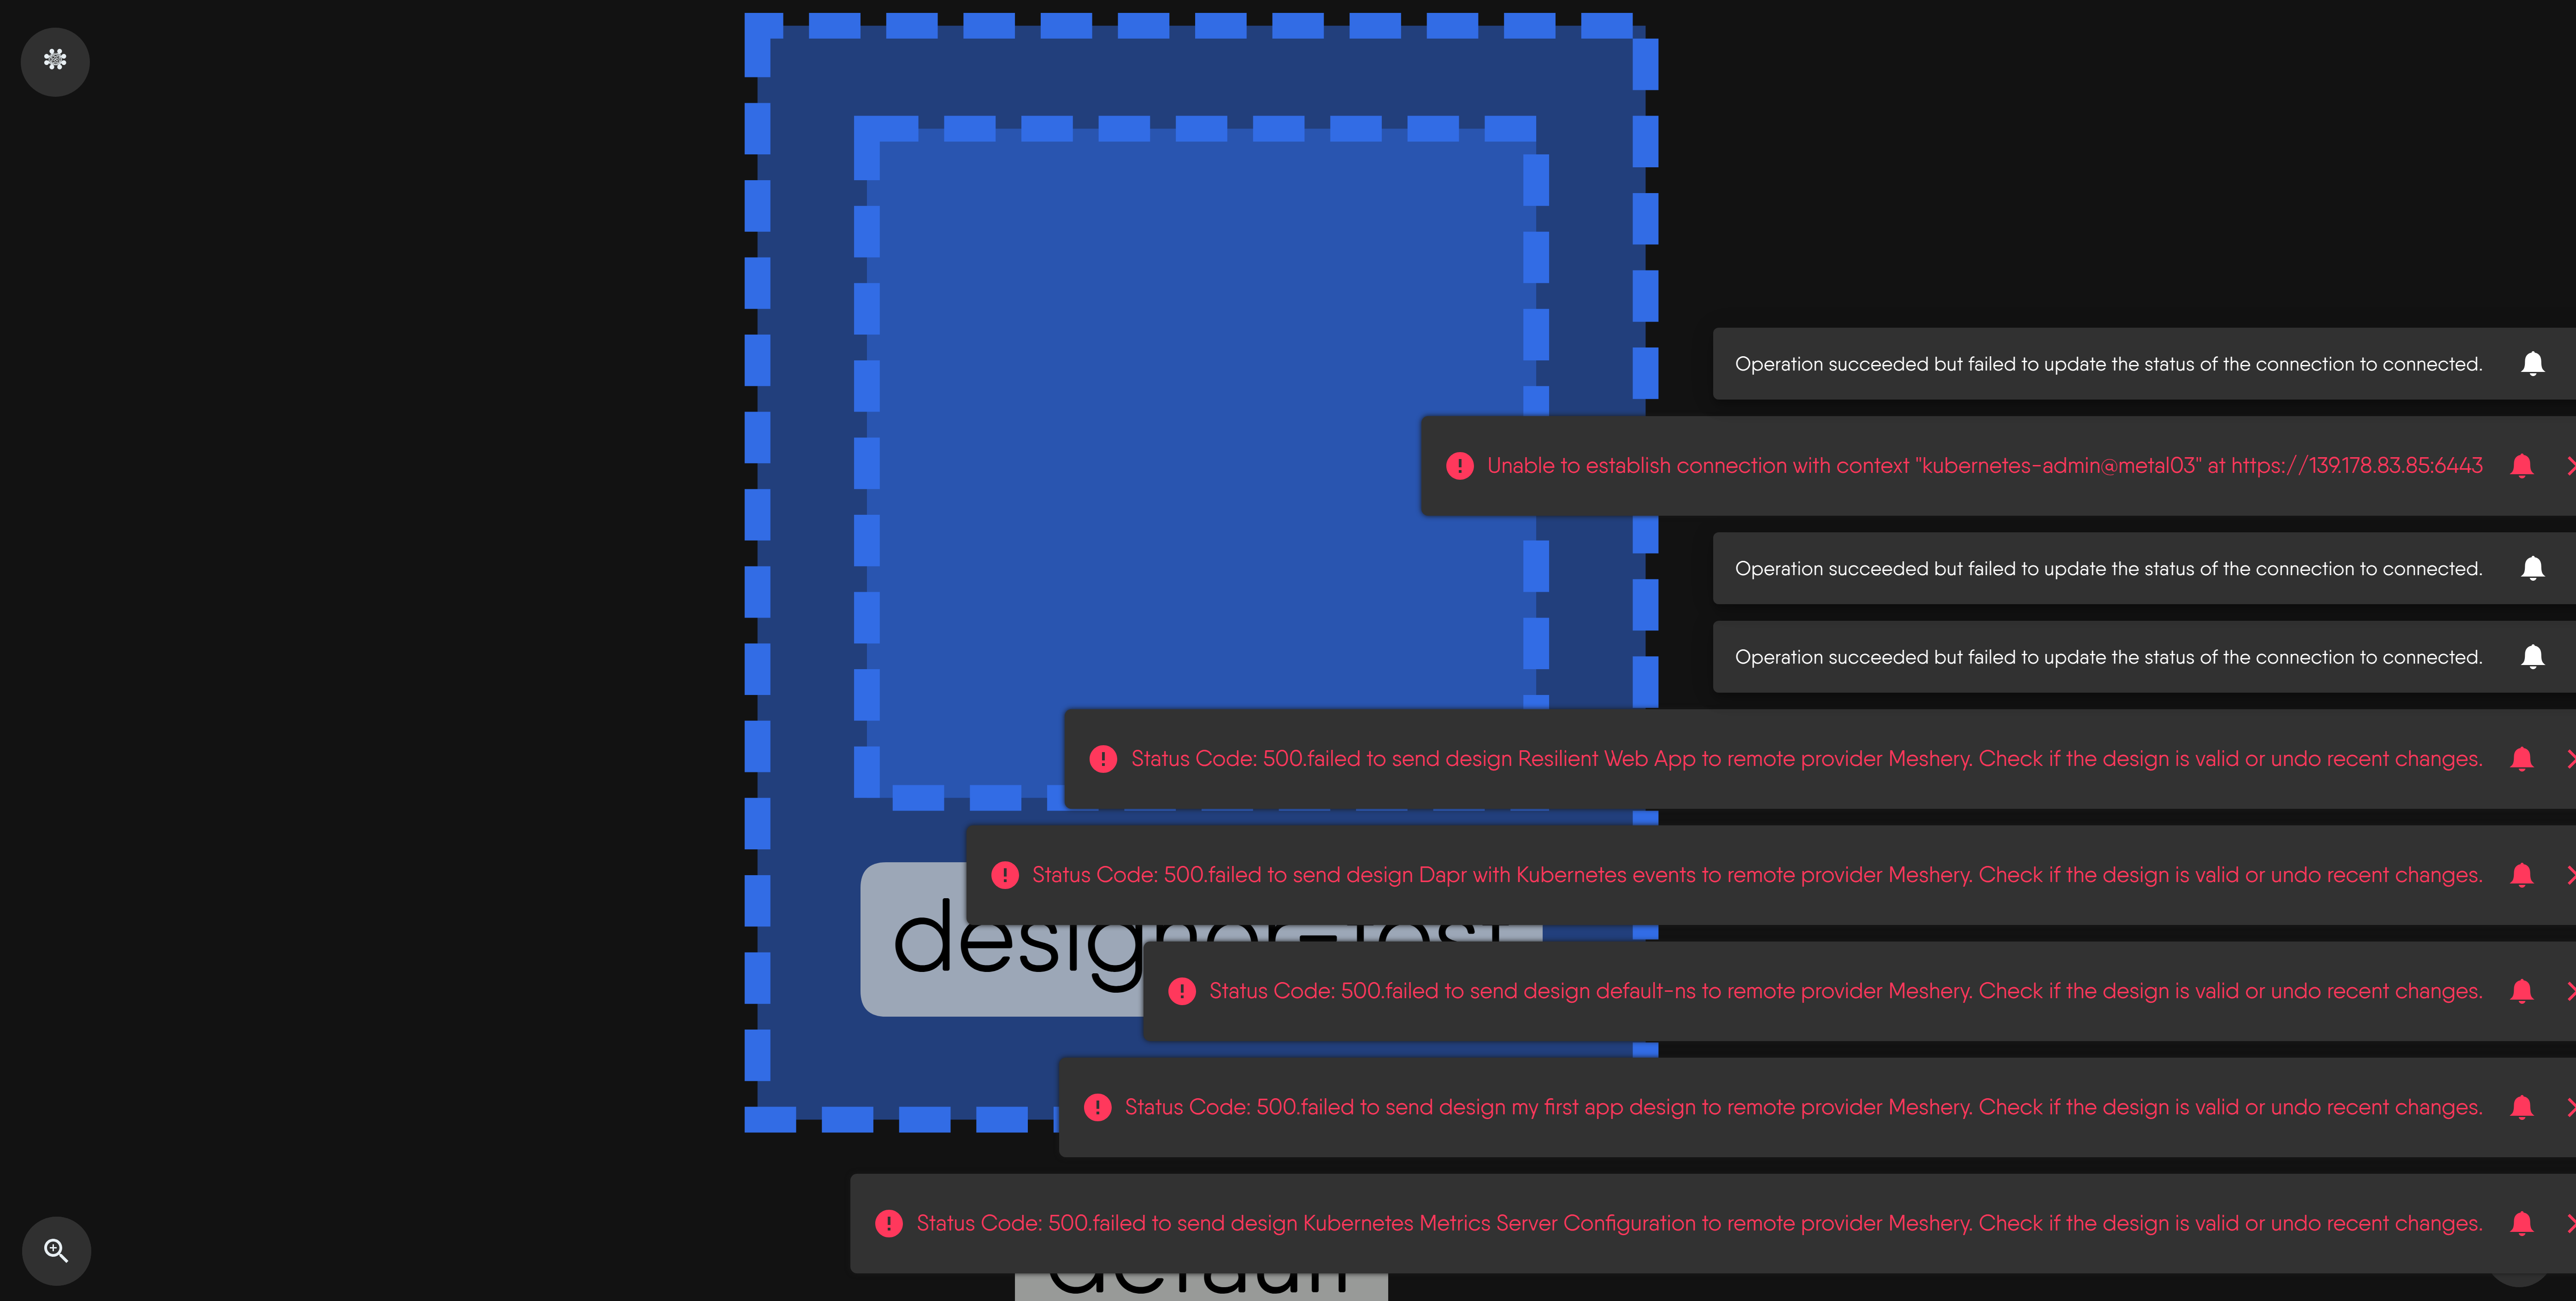 Operation succeeded but failed to update the status of the connection to connected.
Unable to establish connection with context "kubernetes-admin@metal03" at https://139.178.83.85:6443
Operation succeeded but failed to update the status of the connection to connected.
Operation succeeded but failed to update the status of the connection to connected.
Status Code: 500.failed to send design Resilient Web App to remote provider Meshery. Check if the design is valid or undo recent changes.
Status Code: 500.failed to send design Dapr with Kubernetes events to remote provider Meshery. Check if the design is valid or undo recent changes.
designer-test
Status Code: 500.failed to send design default-ns to remote provider Meshery. Check if the design is valid or undo recent changes.
Status Code: 500.failed to send design my first app design to remote provider Meshery. Check if the design is valid or undo recent changes.
Status Code: 500.failed to send design Kubernetes Metrics Server Configuration to remote provider Meshery. Check if the design is valid or undo recent changes.
default